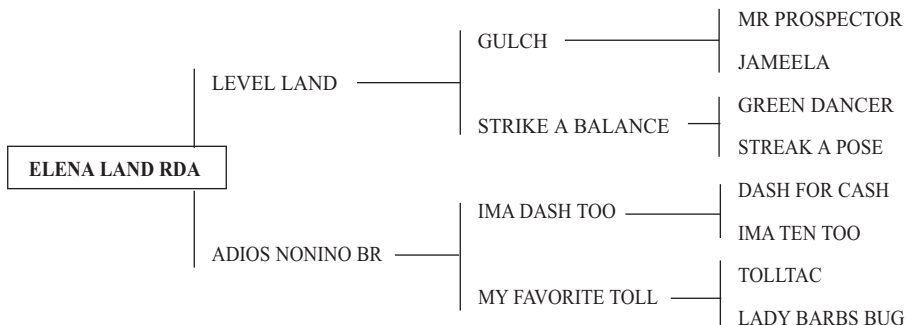 MR PROSPECTOR
GULCH
JAMEELA
LEVEL LAND
GREEN DANCER
STRIKE A BALANCE
STREAK A POSE
ELENA LAND RDA
DASH FOR CASH
IMA DASH TOO
IMA TEN TOO
ADIOS NONINO BR
TOLLTAC
MY FAVORITE TOLL
LADY BARBS BUG